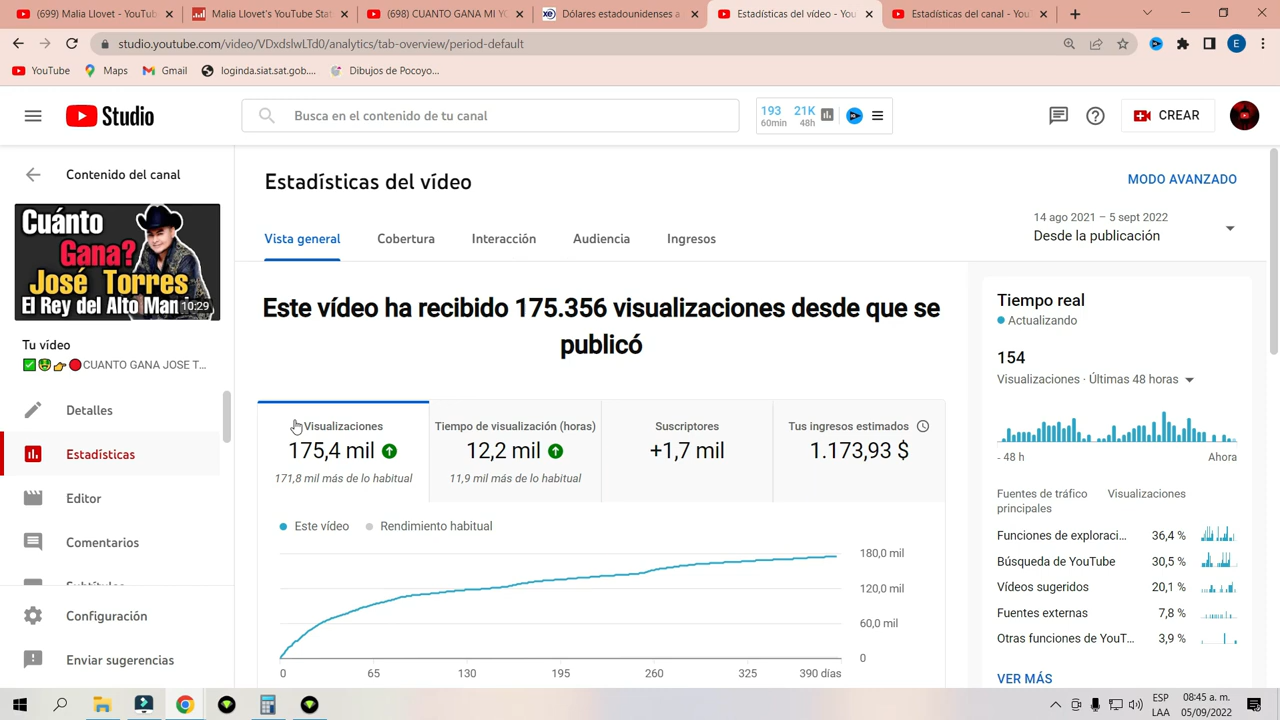 (699) Malia Llovet - YouTub
Malia Llovet's YouTube Stat
(698) CUANTO GANA MI YO
Dólares estadounidenses a
Estadísticas del vídeo - You
Estadísticas del canal - You
studio.youtube.com/video/VDxdslwLTd0/analytics/tab-overview/period-default
E
YouTube
Maps
Gmail
loginda.siat.sat.gob....
Dibujos de Pocoyo...
Studio
Busca en el contenido de tu canal
193
60min
21K
48h
CREAR
Contenido del canal
Cuánto
Gana?
José Torres
El Rey del Alto Man
10:29
Tu vídeo
CUANTO GANA JOSE T...
Detalles
Estadísticas
Editor
Comentarios
Subtítulos
Configuración
Enviar sugerencias
Estadísticas del vídeo
MODO AVANZADO
Vista general
Cobertura
Interacción
Audiencia
Ingresos
14 ago 2021 – 5 sept 2022
Desde la publicación
Este vídeo ha recibido 175.356 visualizaciones desde que se
publicó
Visualizaciones
175,4 mil
171,8 mil más de lo habitual
Tiempo de visualización (horas)
12,2 mil
11,9 mil más de lo habitual
Suscriptores
+1,7 mil
Tus ingresos estimados
1.173,93 $
Este vídeo
Rendimiento habitual
180,0 mil
120,0 mil
60,0 mil
0
0
65
130
195
260
325
390 días
Tiempo real
Actualizando
154
Visualizaciones · Últimas 48 horas
- 48 h
Ahora
Fuentes de tráfico
principales
Visualizaciones
Funciones de exploraci...
36,4 %
Búsqueda de YouTube
30,5 %
Vídeos sugeridos
20,1 %
Fuentes externas
7,8 %
Otras funciones de YouT...
3,9 %
VER MÁS
ESP
LAA
08:45 a. m.
05/09/2022